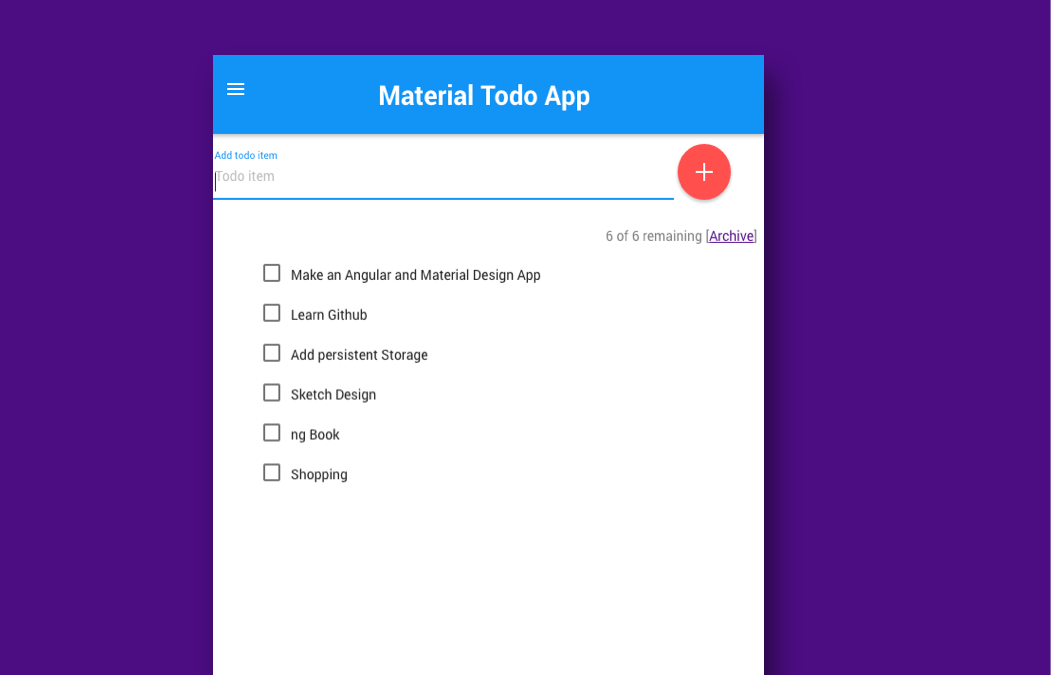 Material Todo App
Add todo item
Todo item
6 of 6 remaining [Archive]
Make an Angular and Material Design App
Learn Github
Add persistent Storage
Sketch Design
ng Book
Shopping